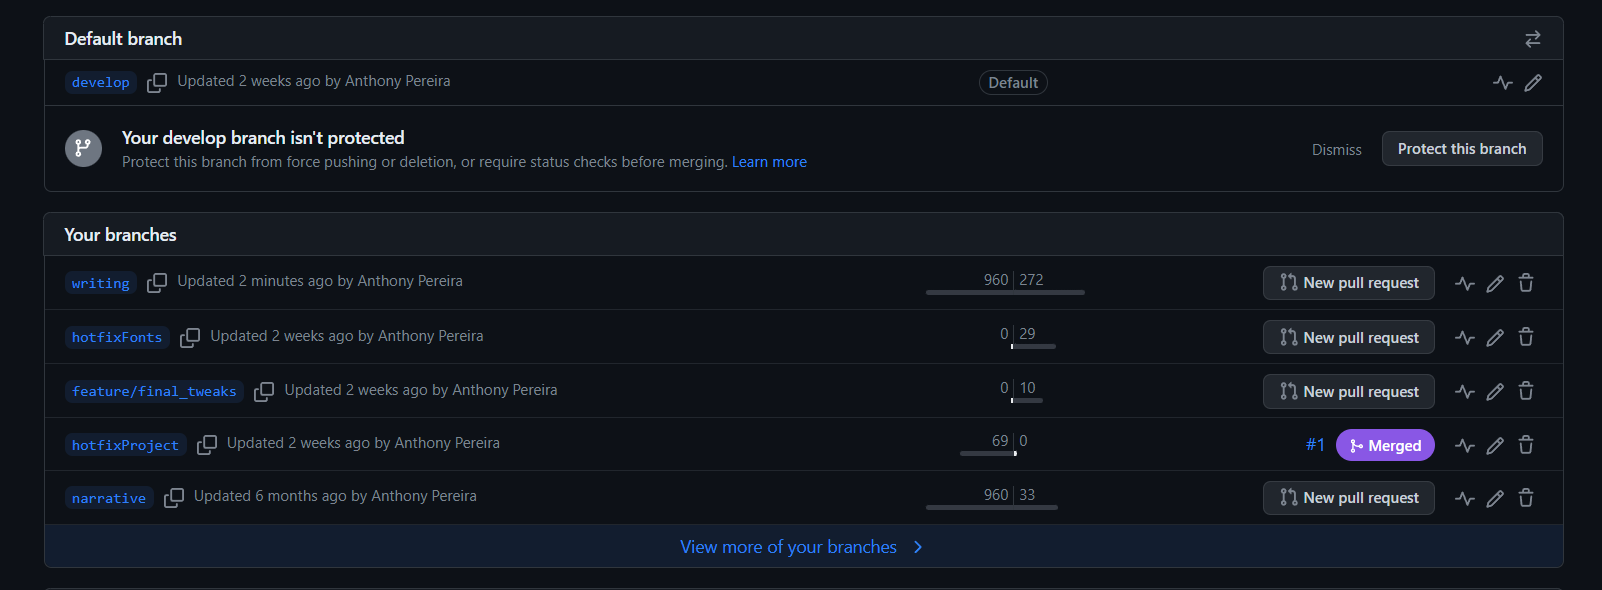 Default branch
develop Updated 2 weeks ago by Anthony Pereira Default
Your develop branch isn't protected
Protect this branch from force pushing or deletion, or require status checks before merging. Learn more
Dismiss Protect this branch
Your branches
writing Updated 2 minutes ago by Anthony Pereira 960 272 New pull request
hotfixFonts Updated 2 weeks ago by Anthony Pereira 0 29 New pull request
feature/final_tweaks Updated 2 weeks ago by Anthony Pereira 0 10 New pull request
hotfixProject Updated 2 weeks ago by Anthony Pereira 69 0 #1 Merged
narrative Updated 6 months ago by Anthony Pereira 960 33 New pull request
View more of your branches